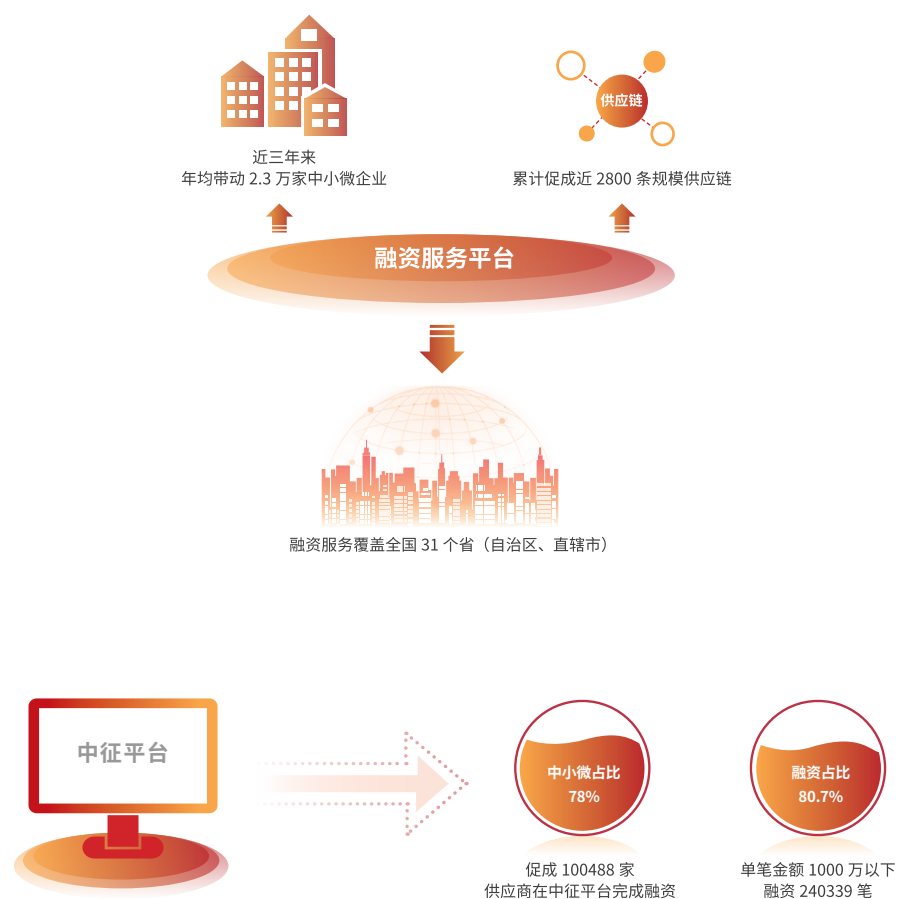 供应链
近三年来
年均带动 2.3 万家中小微企业
累计促成近 2800 条规模供应链
融资服务平台
融资服务覆盖全国 31 个省（自治区、直辖市）
中征平台
中小微占比
78%
融资占比
80.7%
促成 100488 家
供应商在中征平台完成融资
单笔金额 1000 万以下
融资 240339 笔